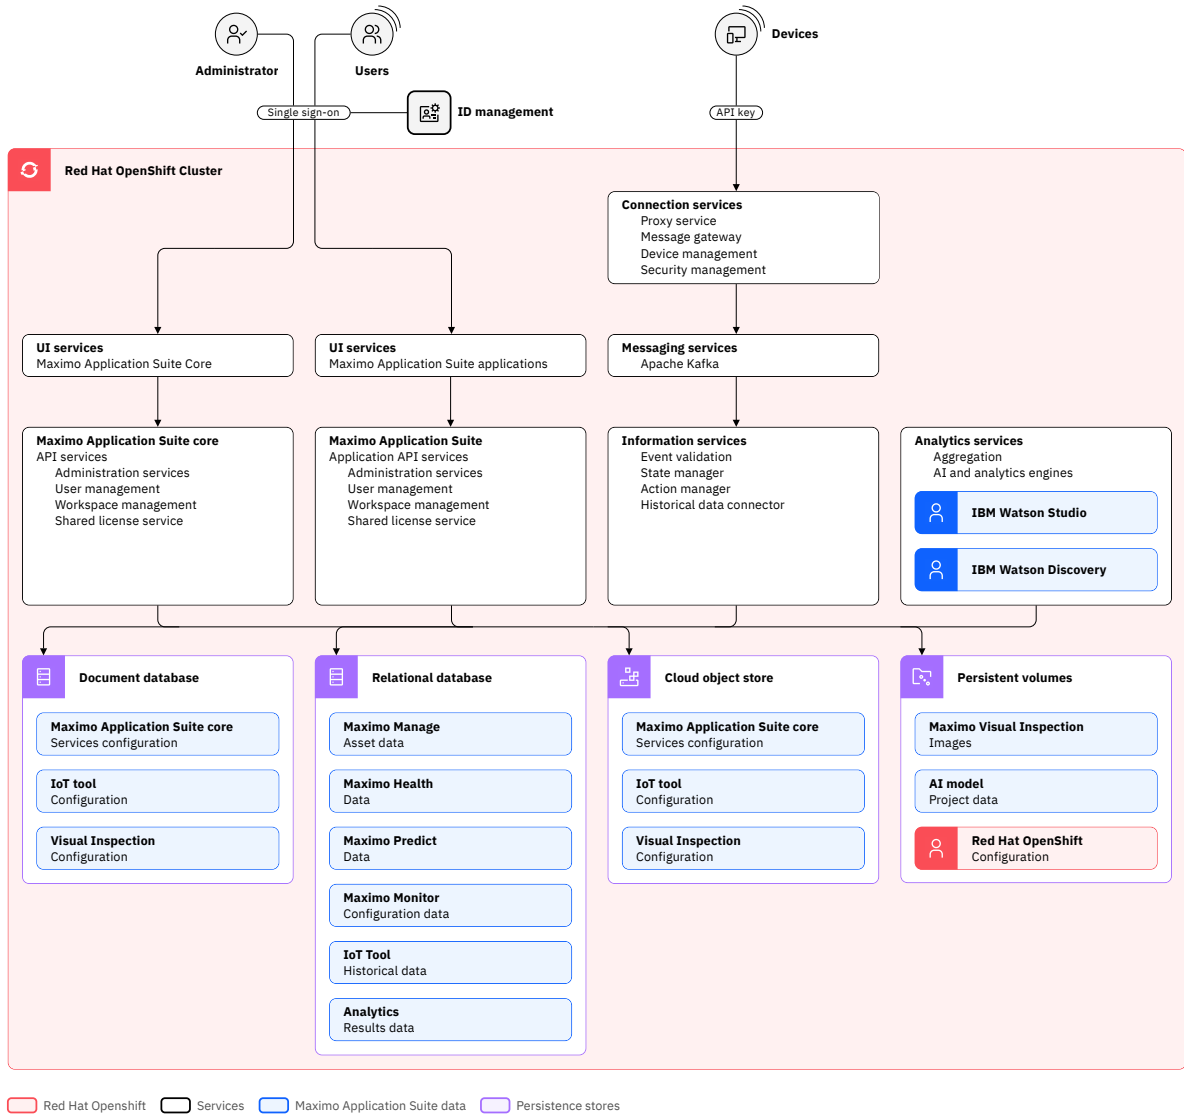 Administrator
Users
Devices
Single sign-on
ID management
API key
Red Hat OpenShift Cluster
Connection services
Proxy service
Message gateway
Device management
Security management
UI services
Maximo Application Suite Core
UI services
Maximo Application Suite applications
Messaging services
Apache Kafka
Maximo Application Suite core
API services
Administration services
User management
Workspace management
Shared license service
Maximo Application Suite
Application API services
Administration services
User management
Workspace management
Shared license service
Information services
Event validation
State manager
Action manager
Historical data connector
Analytics services
Aggregation
AI and analytics engines
IBM Watson Studio
IBM Watson Discovery
Document database
Maximo Application Suite core
Services configuration
IoT tool
Configuration
Visual Inspection
Configuration
Relational database
Maximo Manage
Asset data
Maximo Health
Data
Maximo Predict
Data
Maximo Monitor
Configuration data
IoT Tool
Historical data
Analytics
Results data
Cloud object store
Maximo Application Suite core
Services configuration
IoT tool
Configuration
Visual Inspection
Configuration
Persistent volumes
Maximo Visual Inspection
Images
AI model
Project data
Red Hat OpenShift
Configuration
Red Hat Openshift
Services
Maximo Application Suite data
Persistence stores